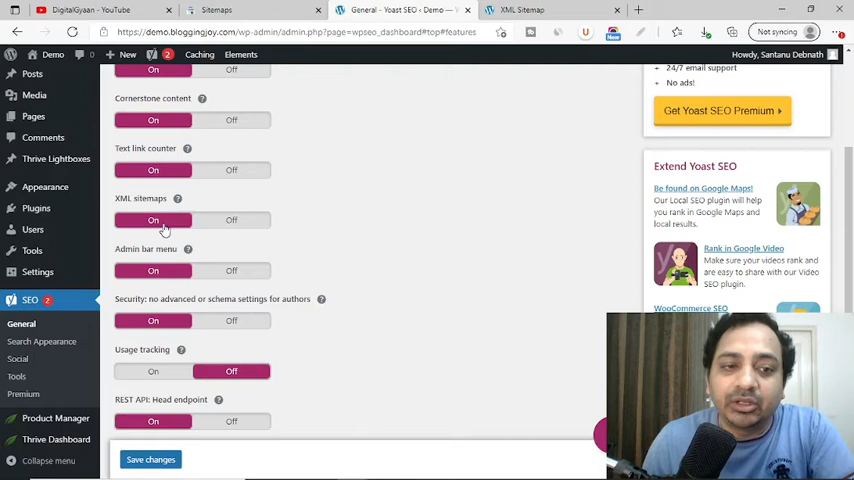 DigitalGyaan - YouTube
Sitemaps
General - Yoast SEO ‹ Demo —
XML Sitemap
https://demo.bloggingjoy.com/wp-admin/admin.php?page=wpseo_dashboard#top#features
New
Not syncing
Demo
0
New
2
Caching
Elements
Howdy, Santanu Debnath
Posts
Media
Pages
Comments
Thrive Lightboxes
Appearance
Plugins
Users
Tools
Settings
SEO 2
General
Search Appearance
Social
Tools
Premium
Product Manager
Thrive Dashboard
Collapse menu
On Off
Cornerstone content
On Off
Text link counter
On Off
XML sitemaps
On Off
Admin bar menu
On Off
Security: no advanced or schema settings for authors
On Off
Usage tracking
On Off
REST API: Head endpoint
On Off
Save changes
24/7 email support
No ads!
Get Yoast SEO Premium
Extend Yoast SEO
Be found on Google Maps!
Our Local SEO plugin will help
you rank in Google Maps and
local results.
Rank in Google Video
Make sure your videos rank and
are easy to share with our Video
SEO plugin.
WooCommerce SEO